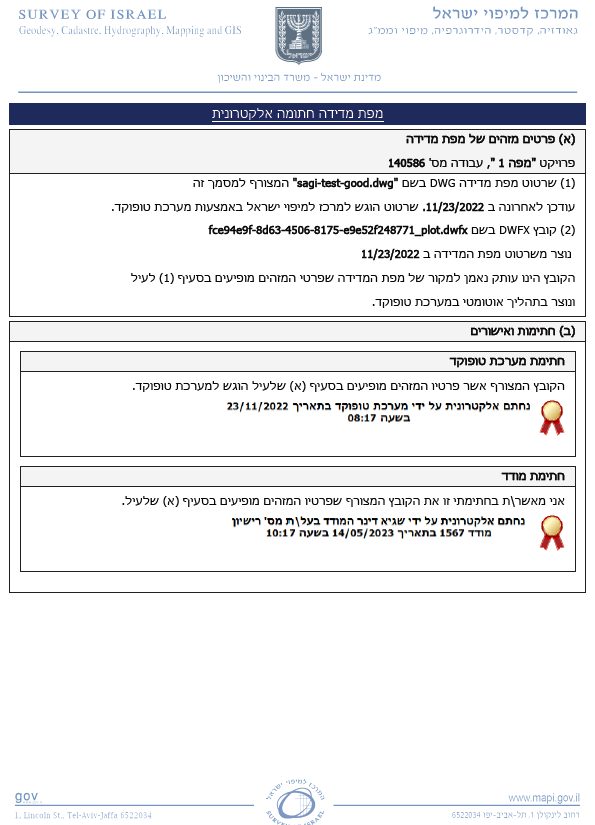 SURVEY OF ISRAEL
Geodesy, Cadastre, Hydrography, Mapping and GIS
המרכז למיפוי ישראל
גאודזיה, קדסטר, הידרוגרפיה, מיפוי וממ"ג
מדינת ישראל - משרד הבינוי והשיכון
מפת מדידה חתומה אלקטרונית
(א) פרטים מזהים של מפת מדידה
פרויקט "מפה 1 ", עבודה מס' 140586
(1) שרטוט מפת מדידה DWG בשם "sagi-test-good.dwg" המצורף למסמך זה
עודכן לאחרונה ב 11/23/2022. שרטוט הוגש למרכז למיפוי ישראל באמצעות מערכת טופוקד.
(2) קובץ DWFX בשם fce94e9f-8d63-4506-8175-e9e52f248771_plot.dwfx
נוצר משרטוט מפת המדידה ב 11/23/2022
הקובץ הינו עותק נאמן למקור של מפת המדידה שפרטי המזהים מופיעים בסעיף (1) לעיל
ונוצר בתהליך אוטומטי במערכת טופוקד.
(ב) חתימות ואישורים
חתימת מערכת טופוקד
הקובץ המצורף אשר פרטיו המזהים מופיעים בסעיף (א) שלעיל הוגש למערכת טופוקד.
נחתם אלקטרונית על ידי מערכת טופוקד בתאריך 23/11/2022
בשעה 08:17
חתימת מודד
אני מאשר\ת בחתימתי זו את הקובץ המצורף שפרטיו המזהים מופיעים בסעיף (א) שלעיל.
נחתם אלקטרונית על ידי שגיא דינר המודד בעל\ת מס' רישיון
מודד 1567 בתאריך 14/05/2023 בשעה 10:17
gov
המרכז למיפוי ישראל
SURVEY OF ISRAEL
www.mapi.gov.il
1, Lincoln St., Tel-Aviv-Jaffa 6522034
רחוב לינקולן 1, תל-אביב-יפו 6522034